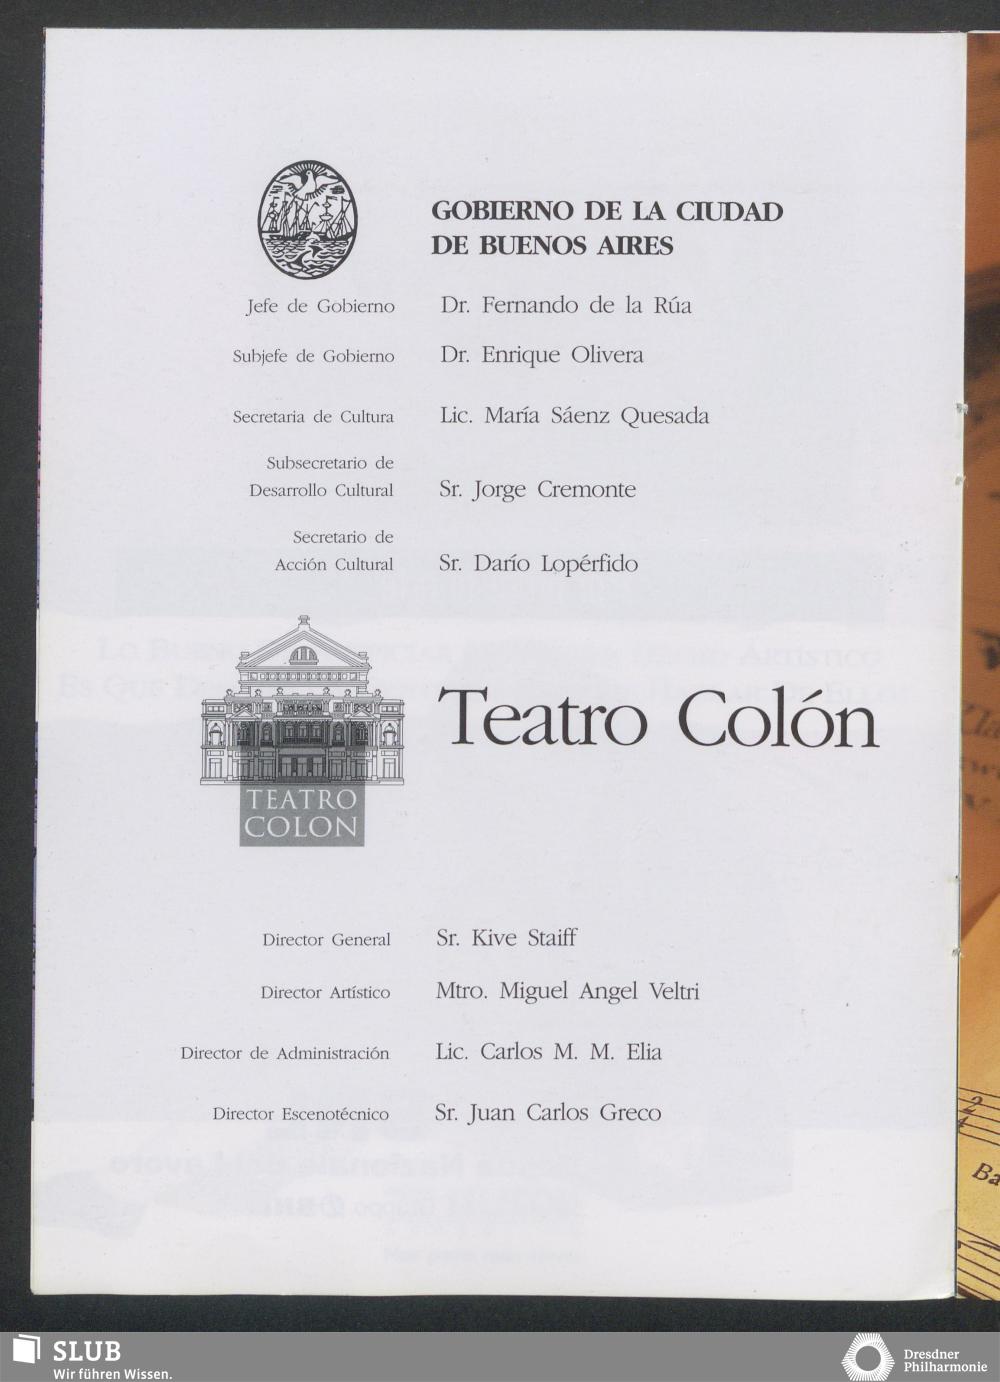 GOBIERNO DE LA CIUDAD
DE BUENOS AIRES
Jefe de Gobierno Dr. Fernando de la Rúa
Subjefe de Gobierno Dr. Enrique Olivera
Secretaria de Cultura Lic. María Sáenz Quesada
Subsecretario de
Desarrollo Cultural Sr. Jorge Cremonte
Secretario de
Acción Cultural Sr. Darío Lopérfido
Teatro Colón
TEATRO
COLON
Director General Sr. Kive Staiff
Director Artístico Mtro. Miguel Angel Veltri
Director de Administración Lic. Carlos M. M. Elia
Director Escenotécnico Sr. Juan Carlos Greco
SLUB
Wir führen Wissen.
Dresdner
Philharmonie